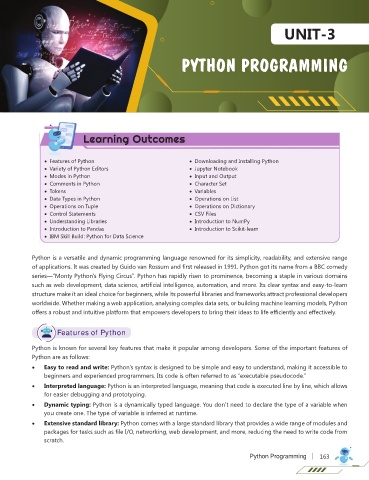 UNIT-3
PYTHON PROGRAMMING
Learning Outcomes
• Features of Python
• Variety of Python Editors
• Modes in Python
• Comments in Python
• Tokens
• Data Types in Python
• Operations on Tuple
• Control Statements
• Understanding Libraries
• Introduction to Pandas
• IBM Skill Build: Python for Data Science
• Downloading and Installing Python
• Jupyter Notebook
• Input and Output
• Character Set
• Variables
• Operations on List
• Operations on Dictionary
• CSV Files
• Introduction to NumPy
• Introduction to Scikit-learn
Python is a versatile and dynamic programming language renowned for its simplicity, readability, and extensive range
of applications. It was created by Guido van Rossum and first released in 1991. Python got its name from a BBC comedy
series—"Monty Python's Flying Circus". Python has rapidly risen to prominence, becoming a staple in various domains
such as web development, data science, artificial intelligence, automation, and more. Its clear syntax and easy-to-learn
structure make it an ideal choice for beginners, while its powerful libraries and frameworks attract professional developers
worldwide. Whether making a web application, analysing complex data sets, or building machine learning models, Python
offers a robust and intuitive platform that empowers developers to bring their ideas to life efficiently and effectively.
Features of Python
Python is known for several key features that make it popular among developers. Some of the important features of
Python are as follows:
• Easy to read and write: Python's syntax is designed to be simple and easy to understand, making it accessible to
beginners and experienced programmers. Its code is often referred to as "executable pseudocode."
• Interpreted language: Python is an interpreted language, meaning that code is executed line by line, which allows
for easier debugging and prototyping.
• Dynamic typing: Python is a dynamically typed language. You don't need to declare the type of a variable when
you create one. The type of variable is inferred at runtime.
• Extensive standard library: Python comes with a large standard library that provides a wide range of modules and
packages for tasks such as file I/O, networking, web development, and more, reducing the need to write code from
scratch.
Python Programming | 163